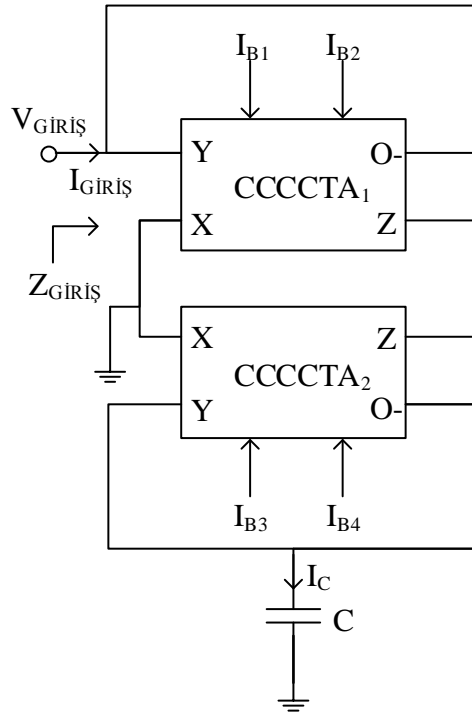 I_B1 I_B2
V_GİRİŞ
Y O-
I_GİRİŞ
CCCCTA_1
X Z
Z_GİRİŞ
X Z
CCCCTA_2
Y O-
I_B3 I_B4
I_C
C